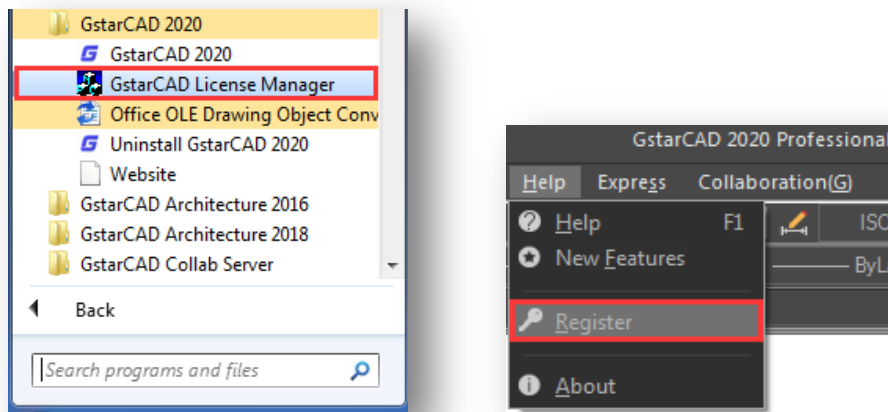 GstarCAD 2020
GstarCAD 2020
GstarCAD License Manager
Office OLE Drawing Object Conv
Uninstall GstarCAD 2020
Website
GstarCAD Architecture 2016
GstarCAD Architecture 2018
GstarCAD Collab Server
Back
Search programs and files
GstarCAD 2020 Professional
Help Express Collaboration(G)
Help F1
ISO
New Features
ByL
Register
About